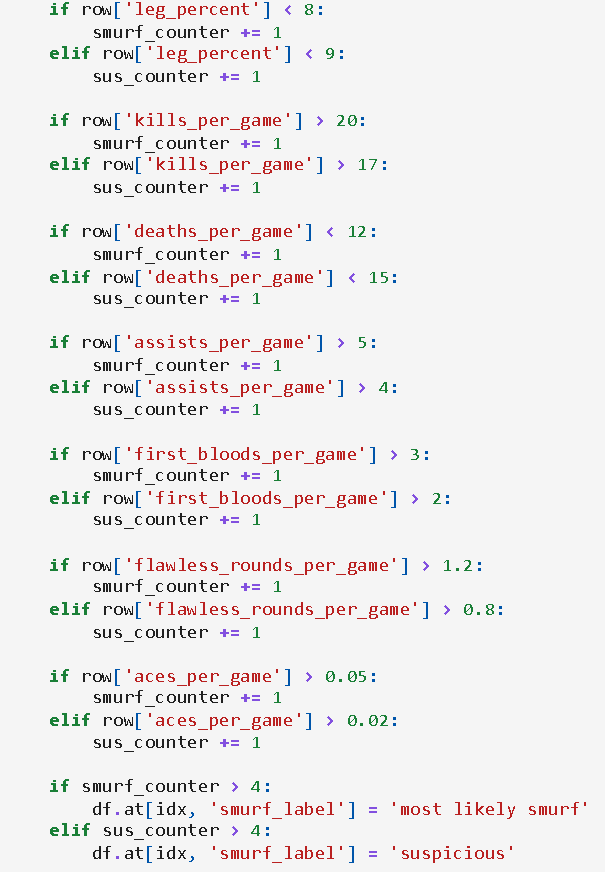 if row['leg_percent'] < 8:
    smurf_counter += 1
elif row['leg_percent'] < 9:
    sus_counter += 1

if row['kills_per_game'] > 20:
    smurf_counter += 1
elif row['kills_per_game'] > 17:
    sus_counter += 1

if row['deaths_per_game'] < 12:
    smurf_counter += 1
elif row['deaths_per_game'] < 15:
    sus_counter += 1

if row['assists_per_game'] > 5:
    smurf_counter += 1
elif row['assists_per_game'] > 4:
    sus_counter += 1

if row['first_bloods_per_game'] > 3:
    smurf_counter += 1
elif row['first_bloods_per_game'] > 2:
    sus_counter += 1

if row['flawless_rounds_per_game'] > 1.2:
    smurf_counter += 1
elif row['flawless_rounds_per_game'] > 0.8:
    sus_counter += 1

if row['aces_per_game'] > 0.05:
    smurf_counter += 1
elif row['aces_per_game'] > 0.02:
    sus_counter += 1

if smurf_counter > 4:
    df.at[idx, 'smurf_label'] = 'most likely smurf'
elif sus_counter > 4:
    df.at[idx, 'smurf_label'] = 'suspicious'